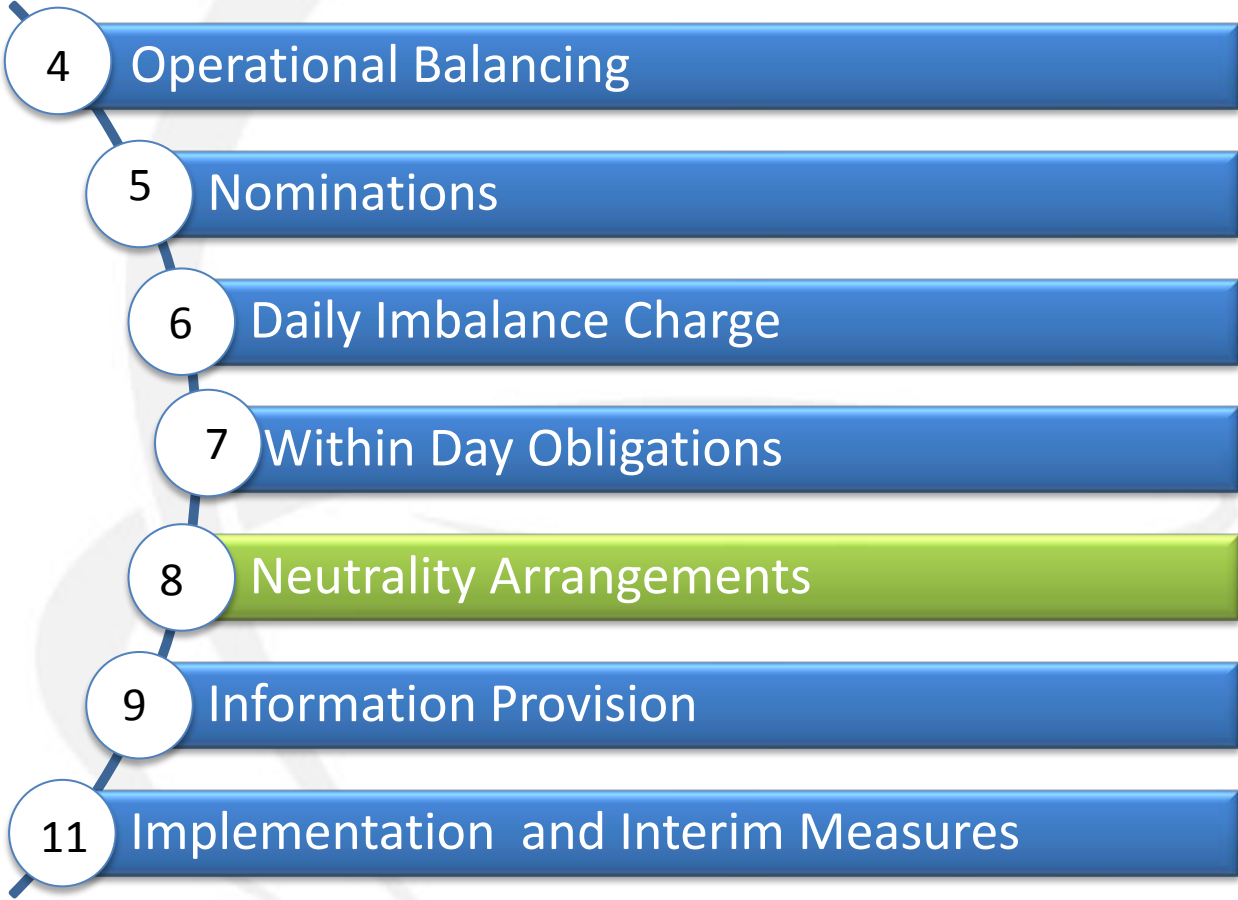 4 Operational Balancing
5 Nominations
6 Daily Imbalance Charge
7 Within Day Obligations
8 Neutrality Arrangements
9 Information Provision
11 Implementation and Interim Measures